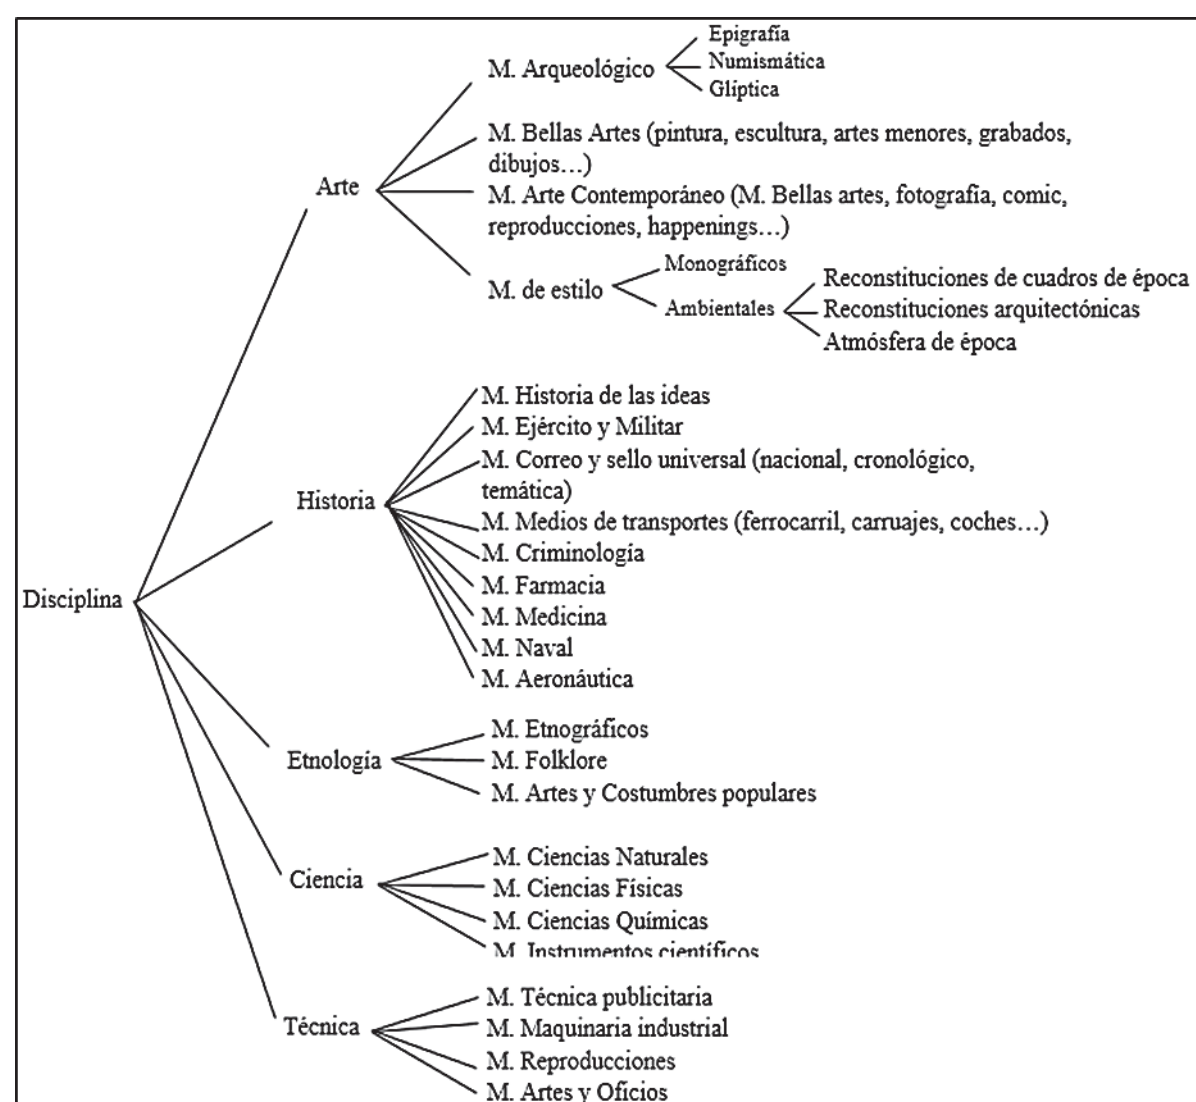 Disciplina
Arte
M. Arqueológico
Epigrafía
Numismática
Glíptica
M. Bellas Artes (pintura, escultura, artes menores, grabados,
dibujos…)
M. Arte Contemporáneo (M. Bellas artes, fotografía, comic,
reproducciones, happenings…)
M. de estilo
Monográficos
Ambientales
Reconstituciones de cuadros de época
Reconstituciones arquitectónicas
Atmósfera de época
Historia
M. Historia de las ideas
M. Ejército y Militar
M. Correo y sello universal (nacional, cronológico,
temática)
M. Medios de transportes (ferrocarril, carruajes, coches…)
M. Criminología
M. Farmacia
M. Medicina
M. Naval
M. Aeronáutica
Etnología
M. Etnográficos
M. Folklore
M. Artes y Costumbres populares
Ciencia
M. Ciencias Naturales
M. Ciencias Físicas
M. Ciencias Químicas
M. Instrumentos científicos
Técnica
M. Técnica publicitaria
M. Maquinaria industrial
M. Reproducciones
M. Artes y Oficios